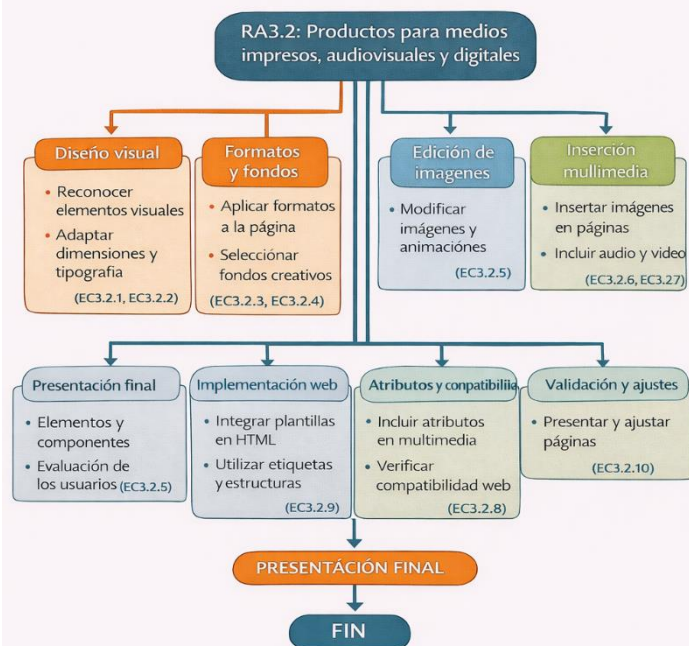 RA3.2: Productos para medios
impresos, audiovisuales y digitales
Diseño visual
• Reconocer
elementos visuales
• Adaptar
dimensiones y
tipografia
(EC3.2.1, EC3.2.2)
Formatos
y fondos
• Aplicar formatos
a la página
• Selecciónar
fondos creativos
(EC3.2.3, EC3.2.4)
Edición de
imagenes
• Modificar
imágenes y
animaciónes
(EC3.2.5)
Inserción
mullimedia
• Insertar imágenes
en páginas
• Incluir audio y video
(EC3.2.6, EC3.27)
Presentación final
• Elementos y
componentes
• Evaluación de
los usuarios (EC3.2.5)
Implementación web
• Integrar plantillas
en HTML
• Utilizar etiquetas
y estructuras
(EC3.2.9)
Atributos y compatibilia
• Incluir atributos
en multimedia
• Verificar
compatibilidad web
(EC3.2.8)
Validación y ajustes
• Presentar y ajustar
páginas
(EC3.2.10)
PRESENTÁCIÓN FINAL
FIN